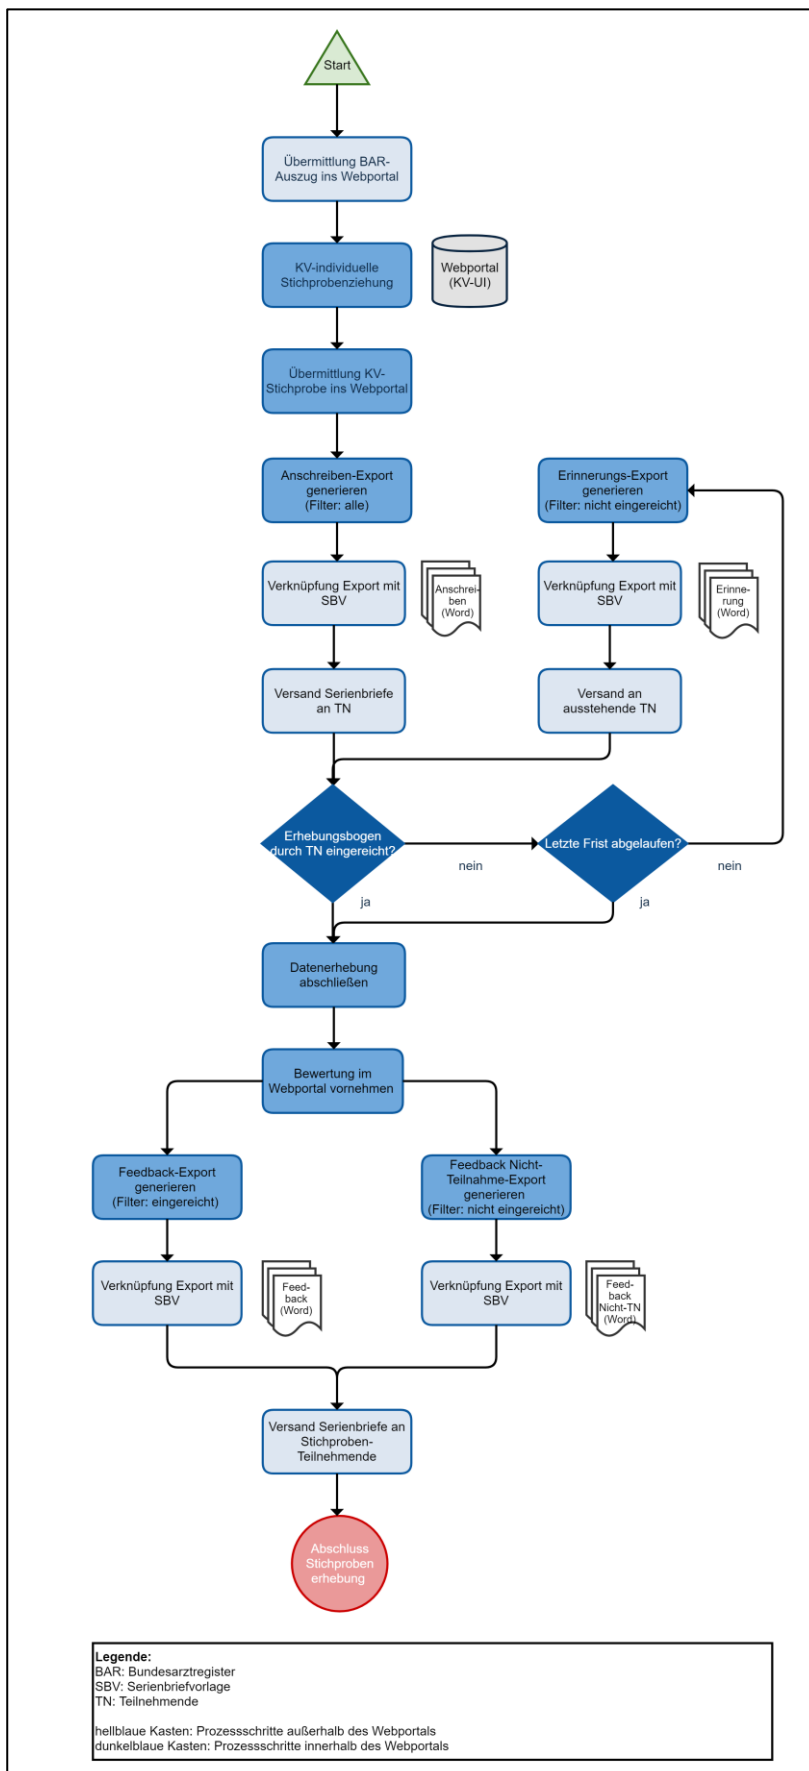 Start
Übermittlung BAR-
Auszug ins Webportal
KV-individuelle
Stichprobenziehung
Webportal
(KV-UI)
Übermittlung KV-
Stichprobe ins Webportal
Anschreiben-Export
generieren
(Filter: alle)
Erinnerungs-Export
generieren
(Filter: nicht eingereicht)
Verknüpfung Export mit
SBV
Anschrei-
ben
(Word)
Verknüpfung Export mit
SBV
Erinne-
rung
(Word)
Versand Serienbriefe
an TN
Versand an
ausstehende TN
Erhebungsbogen
durch TN eingereicht?
nein
Letzte Frist abgelaufen?
nein
ja
ja
Datenerhebung
abschließen
Bewertung im
Webportal vornehmen
Feedback-Export
generieren
(Filter: eingereicht)
Feedback Nicht-
Teilnahme-Export
generieren
(Filter: nicht eingereicht)
Verknüpfung Export mit
SBV
Feed-
back
(Word)
Verknüpfung Export mit
SBV
Feed-
back
Nicht-TN
(Word)
Versand Serienbriefe an
Stichproben-
Teilnehmende
Abschluss
Stichproben
erhebung
Legende:
BAR: Bundesarztregister
SBV: Serienbriefvorlage
TN: Teilnehmende
hellblaue Kasten: Prozessschritte außerhalb des Webportals
dunkelblaue Kasten: Prozessschritte innerhalb des Webportals